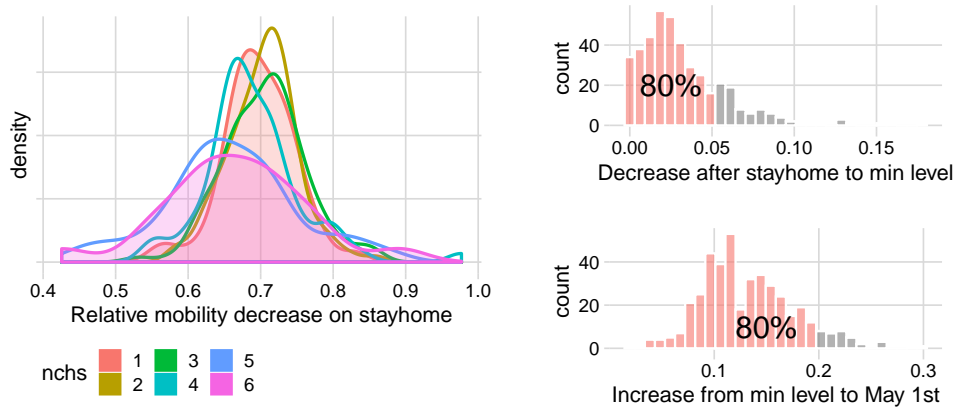 density
0.4 0.5 0.6 0.7 0.8 0.9 1.0
Relative mobility decrease on stayhome
nchs
1 3 5
2 4 6
count
40
20
0
80%
0.00 0.05 0.10 0.15
Decrease after stayhome to min level
count
40
20
0
80%
0.1 0.2 0.3
Increase from min level to May 1st